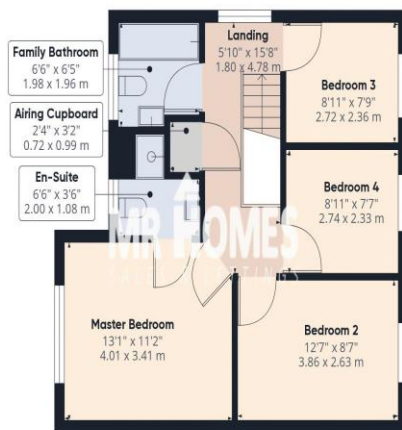 Family Bathroom
6'6" x 6'5"
1.98 x 1.96 m
Landing
5'10" x 15'8"
1.80 x 4.78 m
Bedroom 3
8'11" x 7'9"
2.72 x 2.36 m
Airing Cupboard
2'4" x 3'2"
0.72 x 0.99 m
En-Suite
6'6" x 3'6"
2.00 x 1.08 m
Bedroom 4
8'11" x 7'7"
2.74 x 2.33 m
MR HOMES
SALES & LETTINGS
Master Bedroom
13'1" x 11'2"
4.01 x 3.41 m
Bedroom 2
12'7" x 8'7"
3.86 x 2.63 m